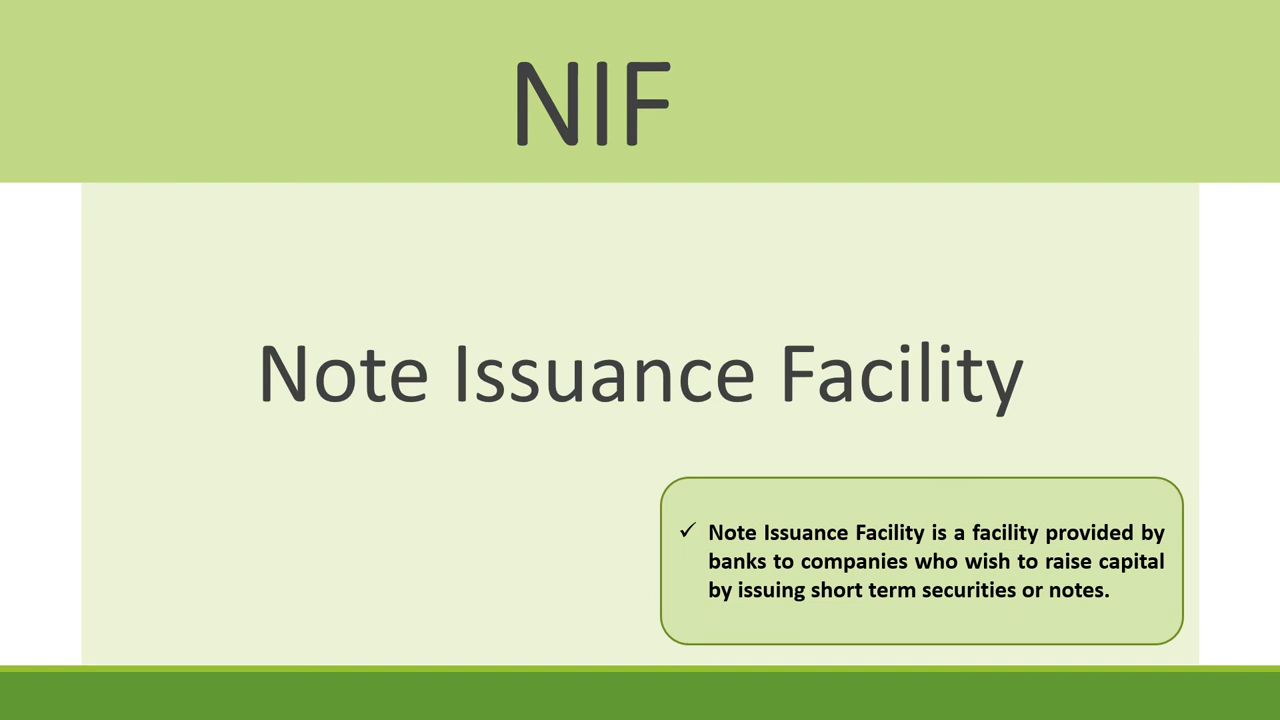 NIF
Note Issuance Facility
✓ Note Issuance Facility is a facility provided by
banks to companies who wish to raise capital
by issuing short term securities or notes.